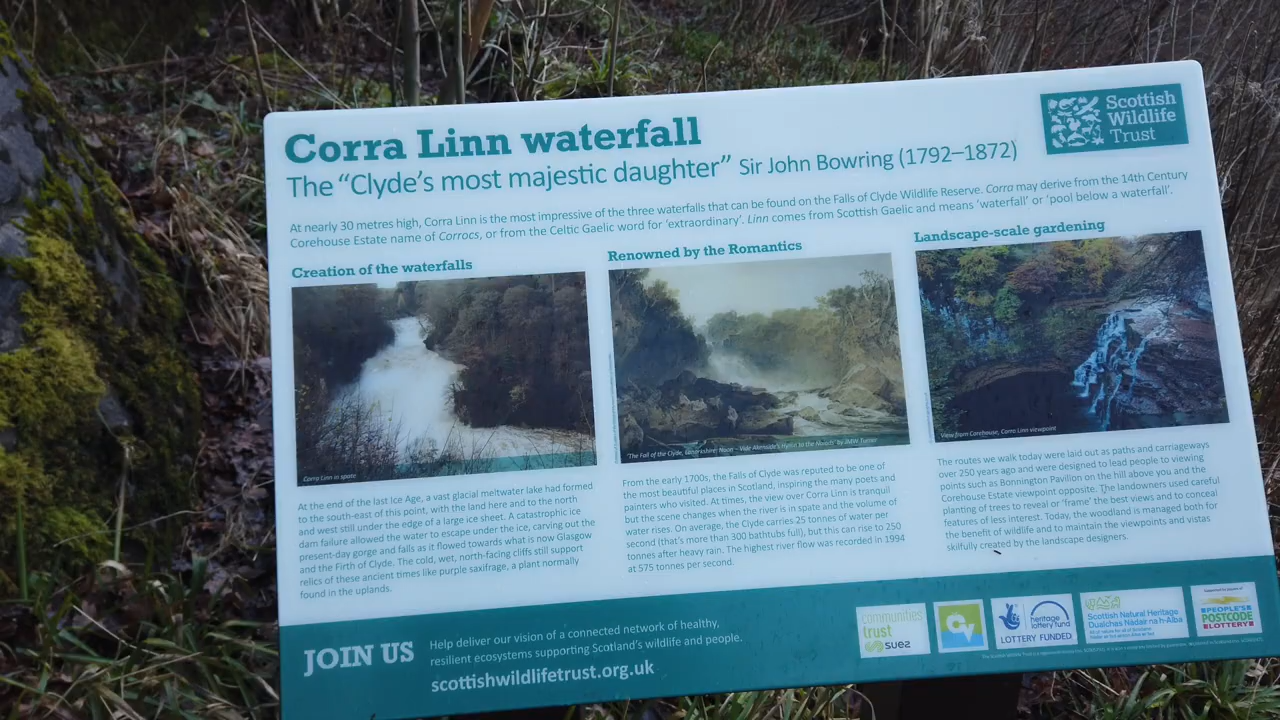 Corra Linn waterfall
The “Clyde’s most majestic daughter” Sir John Bowring (1792–1872)
Scottish
Wildlife
Trust
At nearly 30 metres high, Corra Linn is the most impressive of the three waterfalls that can be found on the Falls of Clyde Wildlife Reserve. Corra may derive from the 14th Century
Corehouse Estate name of Corrocs, or from the Celtic Gaelic word for ‘extraordinary’. Linn comes from Scottish Gaelic and means ‘waterfall’ or ‘pool below a waterfall’.
Creation of the waterfalls
Corra Linn in spate
At the end of the last Ice Age, a vast glacial meltwater lake had formed
to the south-east of this point, with the land here and to the north
and west still under the edge of a large ice sheet. A catastrophic ice
dam failure allowed the water to escape under the ice, carving out the
present-day gorge and falls as it flowed towards what is now Glasgow
and the Firth of Clyde. The cold, wet, north-facing cliffs still support
relics of these ancient times like purple saxifrage, a plant normally
found in the uplands.
Renowned by the Romantics
‘The Fall of the Clyde, Lanarkshire: Noon – Vide Akenside’s Hymn to the Naiads’ by JMW Turner
From the early 1700s, the Falls of Clyde was reputed to be one of
the most beautiful places in Scotland, inspiring the many poets and
painters who visited. At times, the view over Corra Linn is tranquil
but the scene changes when the river is in spate and the volume of
water rises. On average, the Clyde carries 25 tonnes of water per
second (that’s more than 300 bathtubs full), but this can rise to 250
tonnes after heavy rain. The highest river flow was recorded in 1994
at 575 tonnes per second.
Landscape-scale gardening
View from Corehouse, Corra Linn viewpoint
The routes we walk today were laid out as paths and carriageways
over 250 years ago and were designed to lead people to viewing
points such as Bonnington Pavilion on the hill above you and the
Corehouse Estate viewpoint opposite. The landowners used careful
planting of trees to reveal or ‘frame’ the best views and to conceal
features of less interest. Today, the woodland is managed both for
the benefit of wildlife and to maintain the viewpoints and vistas
skilfully created by the landscape designers.
JOIN US
Help deliver our vision of a connected network of healthy,
resilient ecosystems supporting Scotland’s wildlife and people.
scottishwildlifetrust.org.uk
communities
trust
suez
heritage
lottery fund
LOTTERY FUNDED
Scottish Natural Heritage
Dualchas Nàdair na h-Alba
PEOPLE’S
POSTCODE
LOTTERY